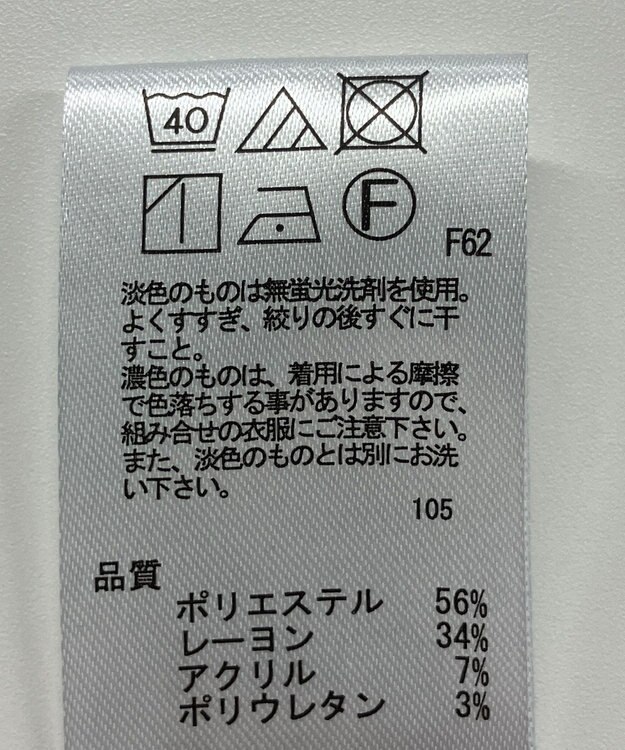 40
F
F62
淡色のものは無蛍光洗剤を使用。
よくすすぎ、絞りの後すぐに干
すこと。
濃色のものは、着用による摩擦
で色落ちする事がありますので、
組み合せの衣服にご注意下さい。
また、淡色のものとは別にお洗
い下さい。
105
品質
ポリエステル 56%
レーヨン 34%
アクリル 7%
ポリウレタン 3%